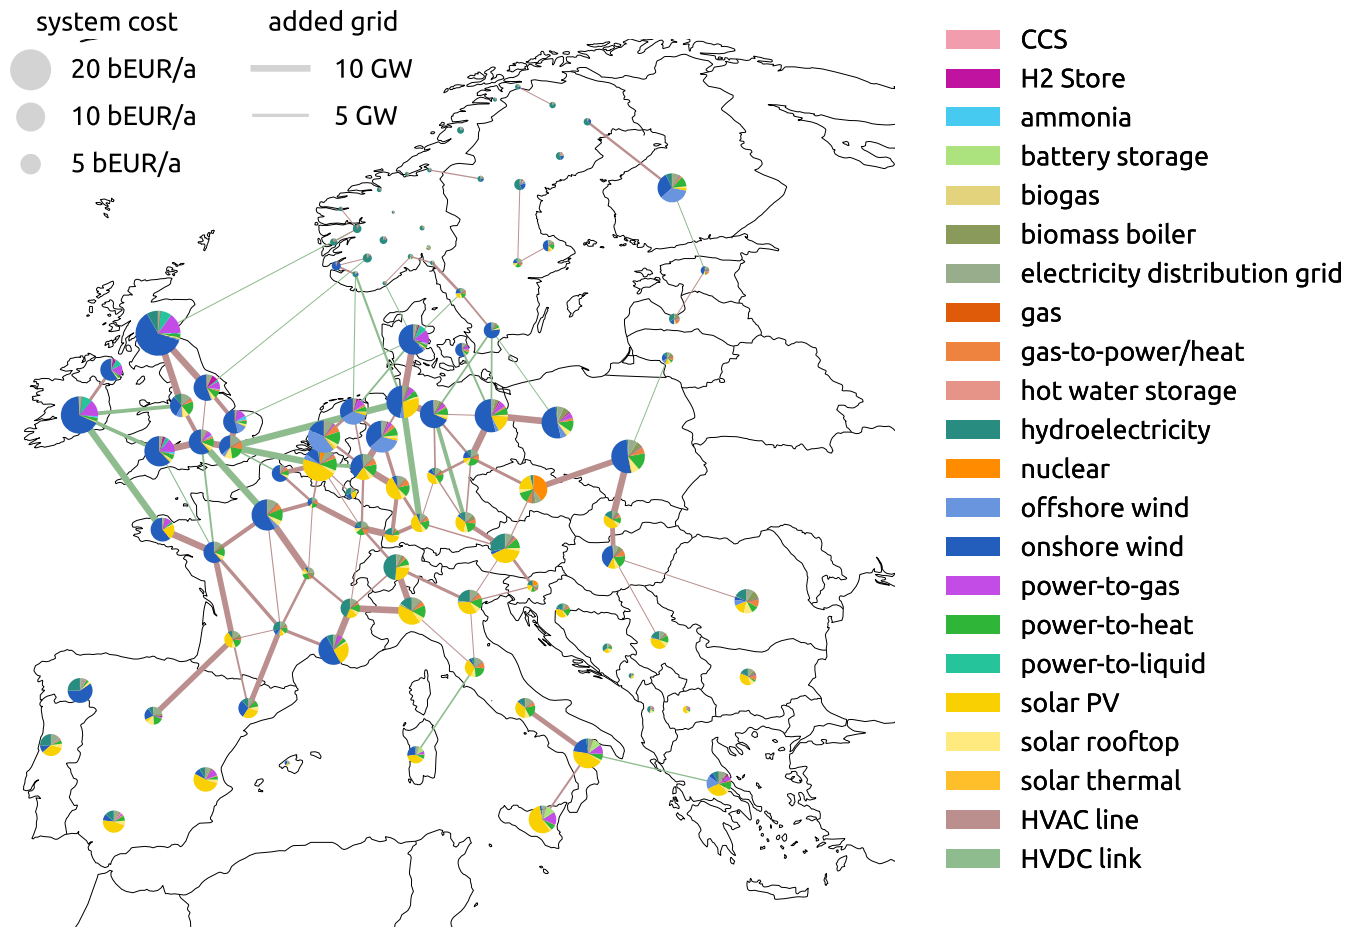 system cost
added grid
20 bEUR/a
10 GW
10 bEUR/a
5 GW
5 bEUR/a
CCS
H2 Store
ammonia
battery storage
biogas
biomass boiler
electricity distribution grid
gas
gas-to-power/heat
hot water storage
hydroelectricity
nuclear
offshore wind
onshore wind
power-to-gas
power-to-heat
power-to-liquid
solar PV
solar rooftop
solar thermal
HVAC line
HVDC link